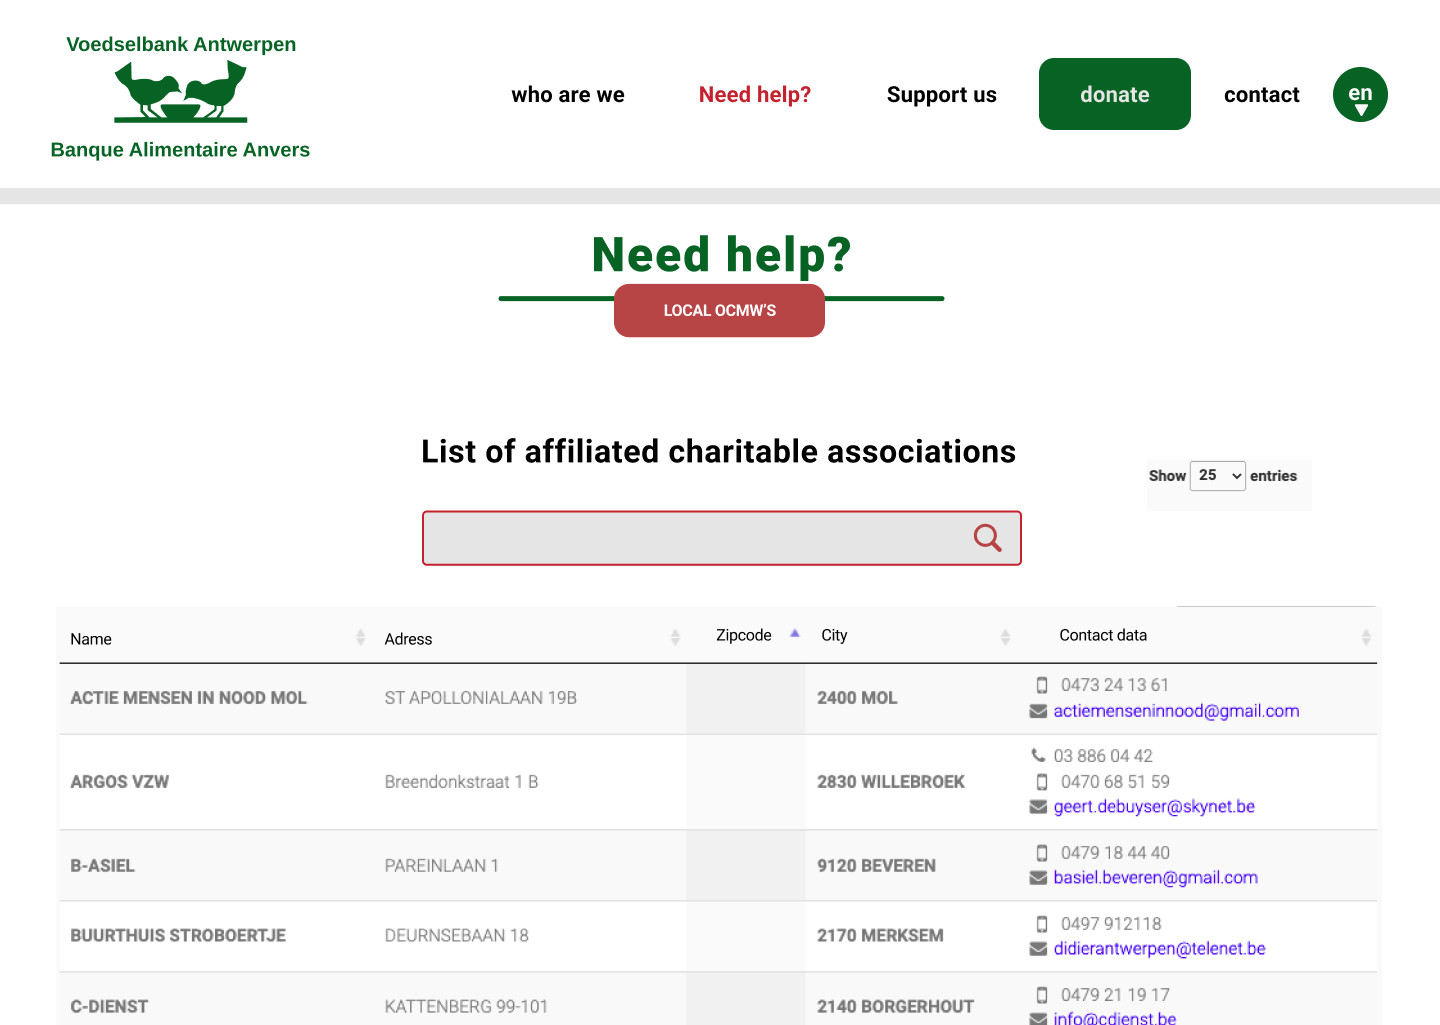 Voedselbank Antwerpen
Banque Alimentaire Anvers
who are we
Need help?
Support us
donate
contact
en
Need help?
LOCAL OCMW'S
List of affiliated charitable associations
Show 25 entries
Name Adress Zipcode City Contact data
ACTIE MENSEN IN NOOD MOL ST APOLLONIALAAN 19B 2400 MOL 0473 24 13 61
actiemenseninnood@gmail.com
ARGOS VZW Breendonkstraat 1 B 2830 WILLEBROEK 03 886 04 42
0470 68 51 59
geert.debuyser@skynet.be
B-ASIEL PAREINLAAN 1 9120 BEVEREN 0479 18 44 40
basiel.beveren@gmail.com
BUURTHUIS STROBOERTJE DEURNSEBAAN 18 2170 MERKSEM 0497 912118
didierantwerpen@telenet.be
C-DIENST KATTENBERG 99-101 2140 BORGERHOUT 0479 21 19 17
info@cdienst.be